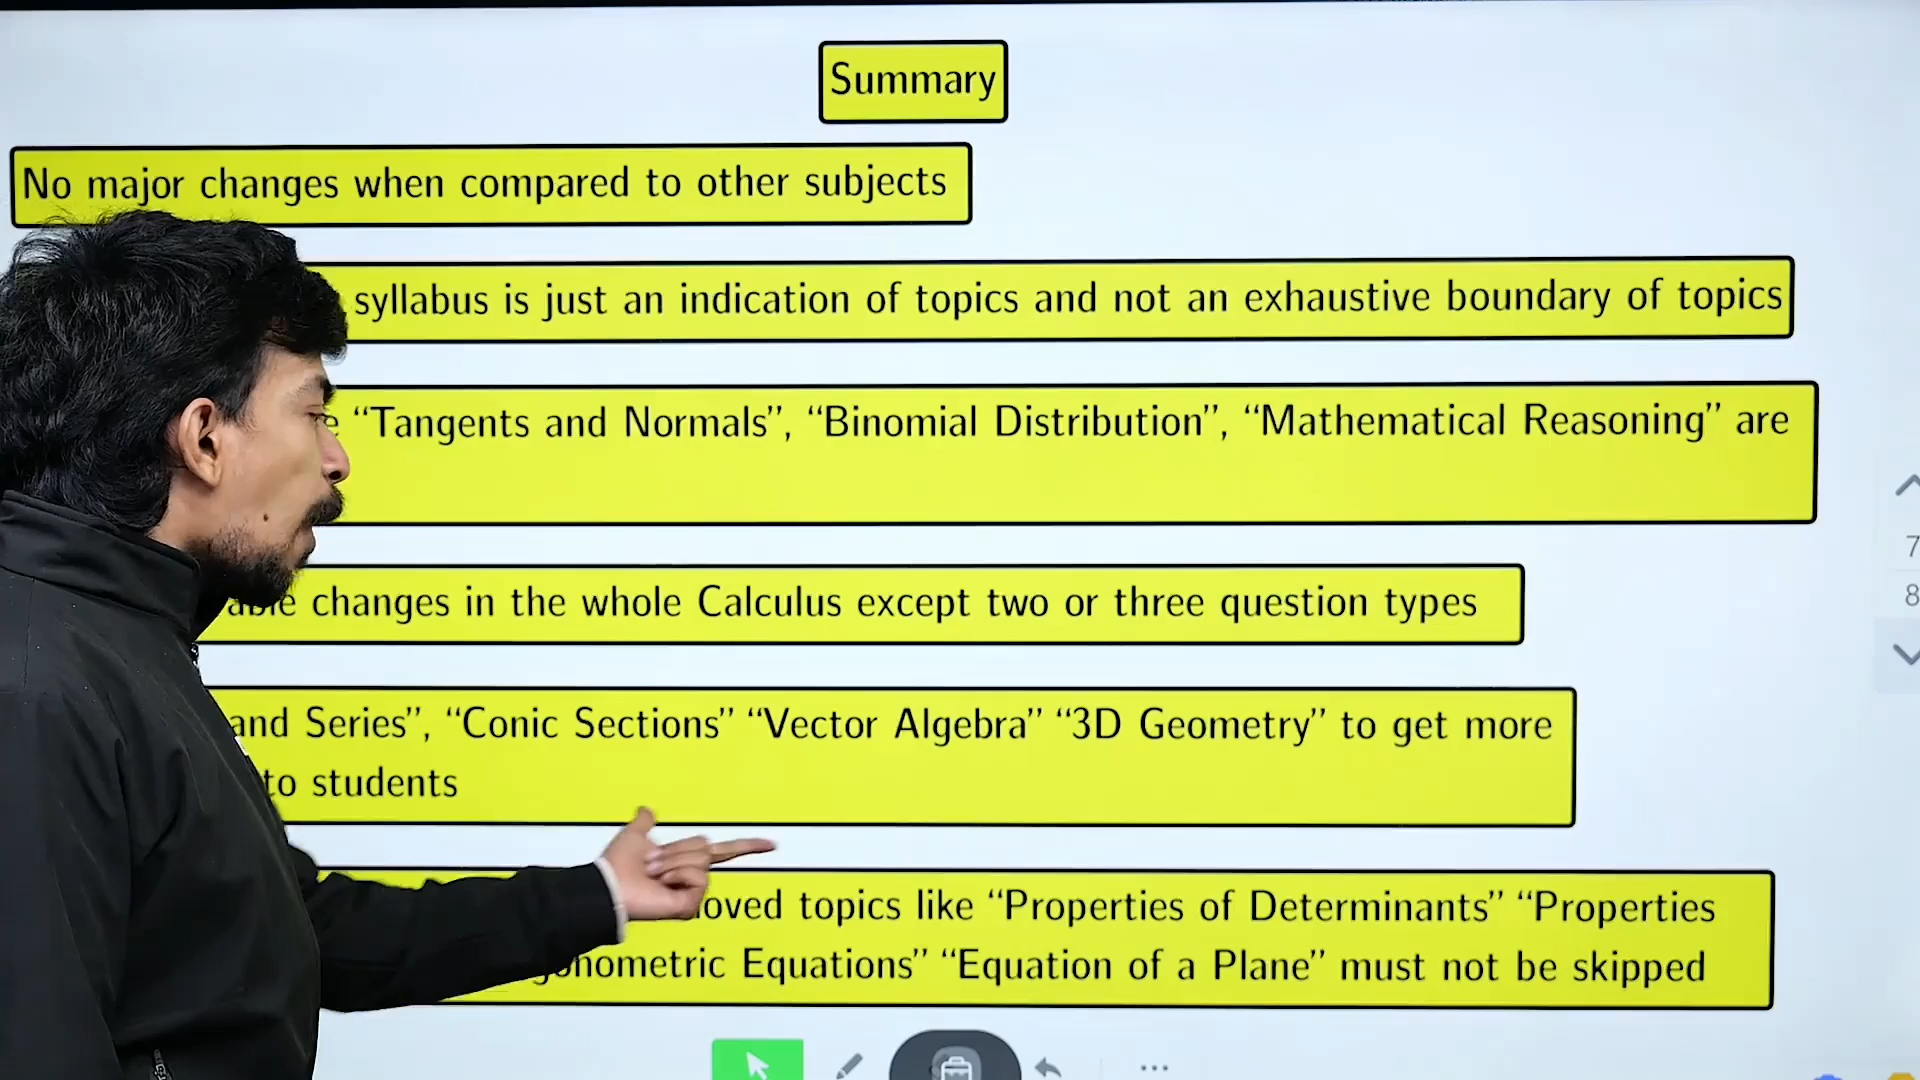 Summary
No major changes when compared to other subjects
syllabus is just an indication of topics and not an exhaustive boundary of topics
“Tangents and Normals”, “Binomial Distribution”, “Mathematical Reasoning” are
changes in the whole Calculus except two or three question types
and Series”, “Conic Sections” “Vector Algebra” “3D Geometry” to get more
to students
topics like “Properties of Determinants” “Properties
Equations” “Equation of a Plane” must not be skipped
7
8